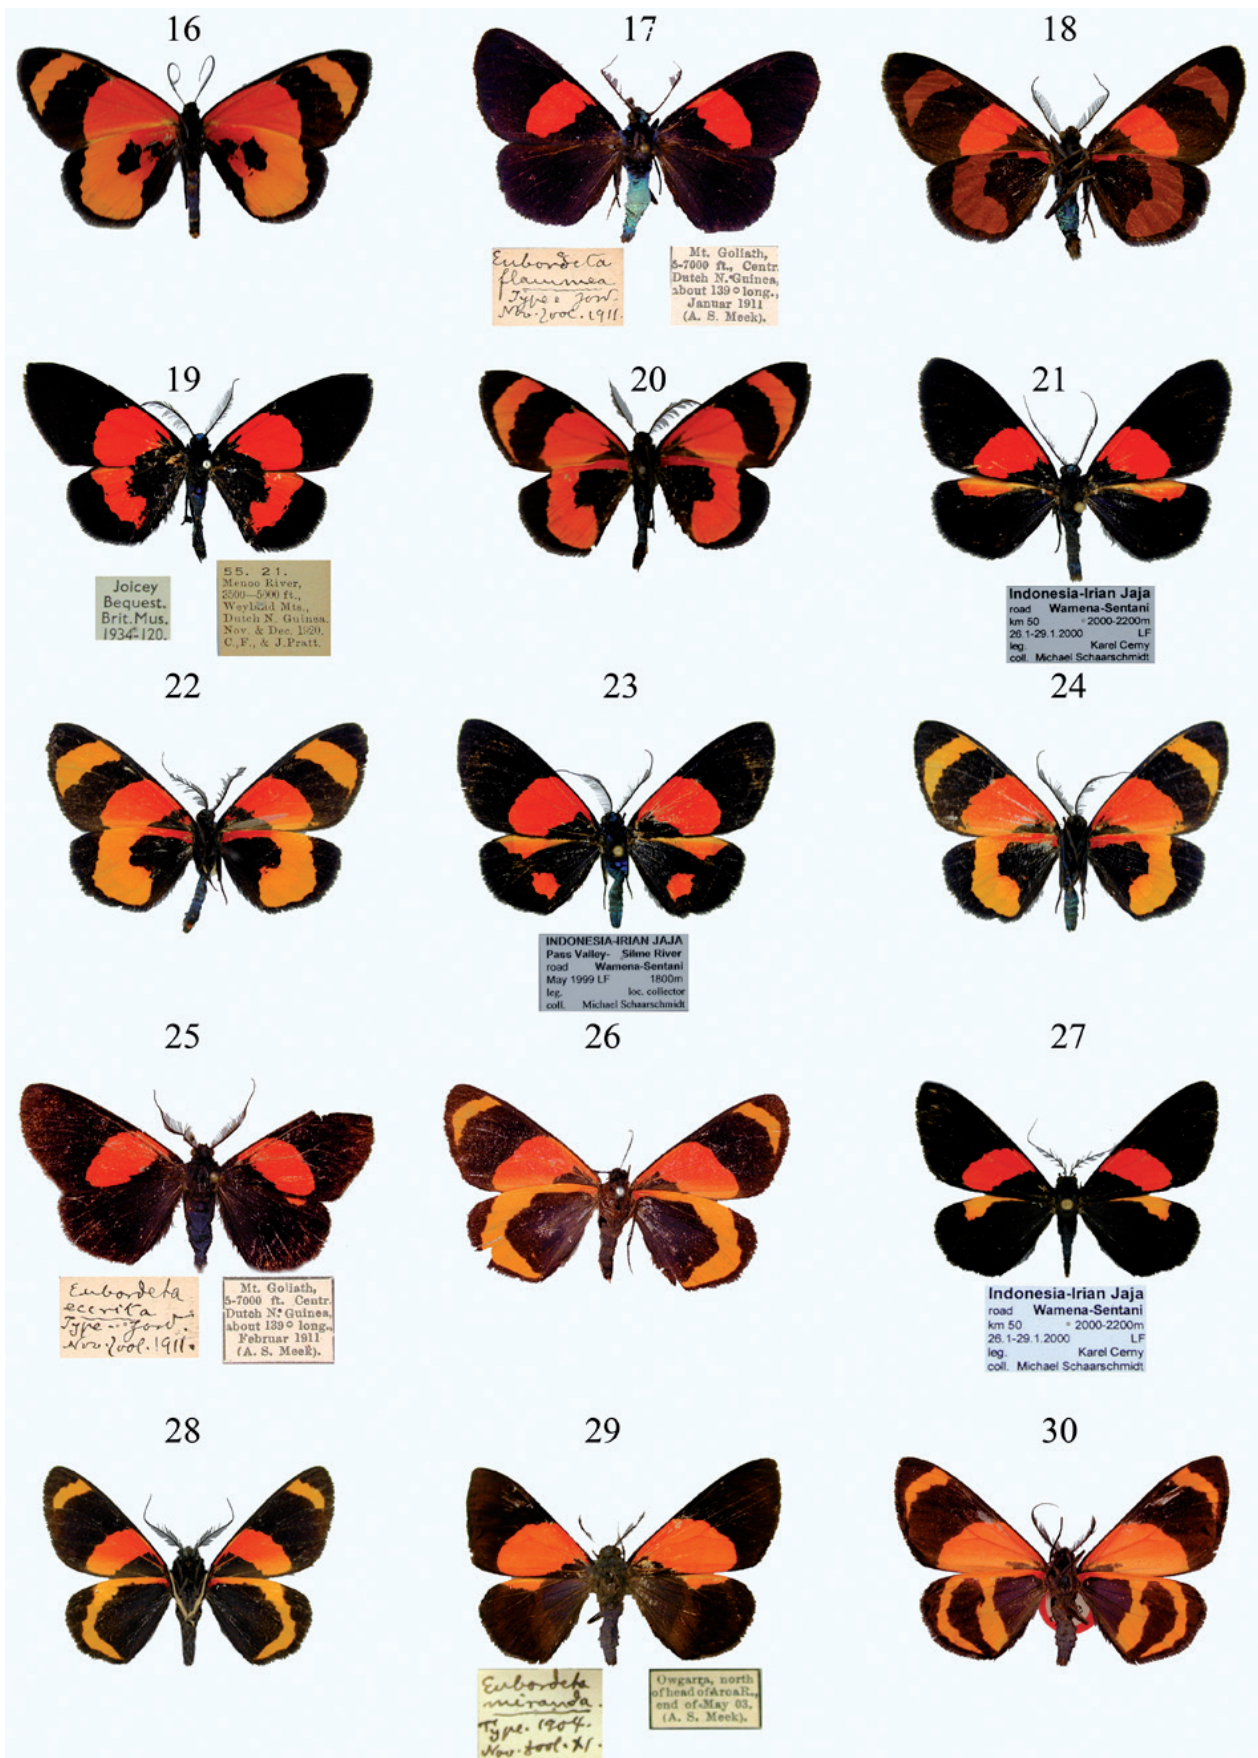 16
17
18
Eubordeta
flammea
Type: Jord.
Nov. Zool. 1911.
Mt. Goliath,
5-7000 ft., Centr.
Dutch N. Guinea,
about 139° long.,
Januar 1911
(A. S. Meek).
19
20
21
Joicey
Bequest.
Brit. Mus.
1934-120.
55. 21.
Menoo River,
3500—5000 ft.,
Weyland Mts.,
Dutch N. Guinea.
Nov. & Dec. 1920.
C., F., & J. Pratt.
Indonesia-Irian Jaja
road Wamena-Sentani
km 50 ° 2000-2200m
26.1-29.1.2000 LF
leg. Karel Cerny
coll. Michael Schaarschmidt
22
23
24
INDONESIA-IRIAN JAJA
Pass Valley- Silme River
road Wamena-Sentani
May 1999 LF 1800m
leg. loc. collector
coll. Michael Schaarschmidt
25
26
27
Eubordeta
eccrita
Type Jord.
Nov. Zool. 1911.
Mt. Goliath,
5-7000 ft. Centr.
Dutch N. Guinea,
about 139° long.,
Februar 1911
(A. S. Meek).
Indonesia-Irian Jaja
road Wamena-Sentani
km 50 ° 2000-2200m
26.1-29.1.2000 LF
leg. Karel Cerny
coll. Michael Schaarschmidt
28
29
30
Eubordeta
miranda.
Type. 1904.
Nov. Zool. XI.
Owgarra, north
of head of Aroa R.,
end of May 03.
(A. S. Meek).